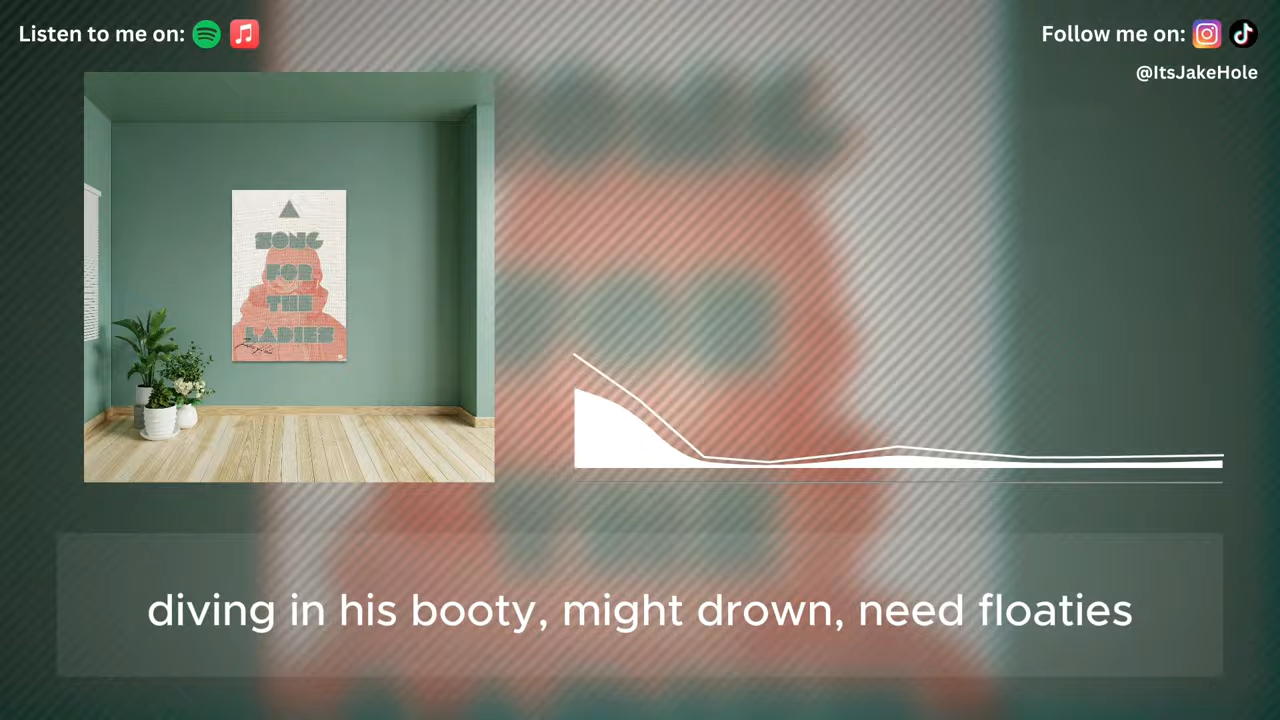 Listen to me on:
Follow me on:
@ItsJakeHole
A
SONG
FOR
THE
LADIES
diving in his booty, might drown, need floaties